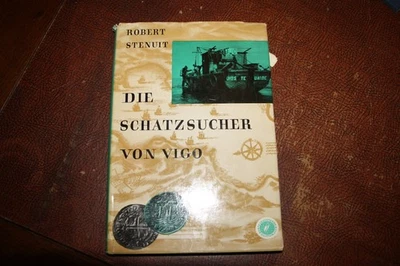 ROBERT
STENUIT
DIE
SCHATZSUCHER
VON VIGO